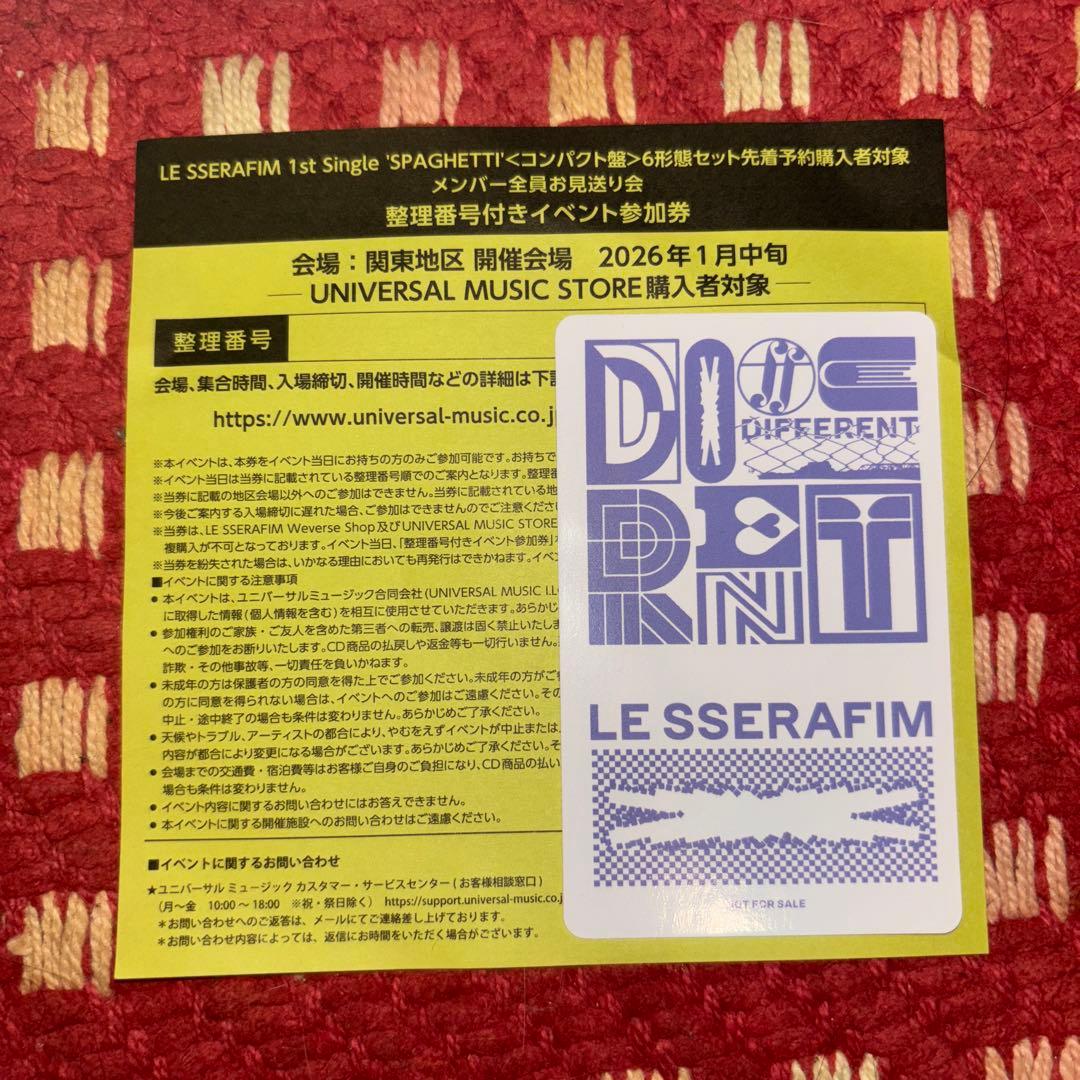 LE SSERAFIM 1st Single 'SPAGHETTI'<コンパクト盤>6形態セット先着予約購入者対象
メンバー全員お見送り会
整理番号付きイベント参加券
会場：関東地区 開催会場 2026年1月中旬
UNIVERSAL MUSIC STORE購入者対象
整理番号
会場、集合時間、入場締切、開催時間などの詳細は下記
https://www.universal-music.co.j
※本イベントは、本券をイベント当日にお持ちの方のみご参加可能です。お持ちで
※イベント当日は当券に記載されている整理番号順でのご案内となります。整理番
※当券に記載の地区会場以外へのご参加はできません。当券に記載されている地
※今後ご案内する入場締切に遅れた場合、ご参加はできませんのでご注意くださ
※当券は、LE SSERAFIM Weverse Shop及びUNIVERSAL MUSIC STORE
複購入が不可となっております。イベント当日、「整理番号付きイベント参加券」
※当券を紛失された場合は、いかなる理由においても再発行はできかねます。イベ
■イベントに関する注意事項
● 本イベントは、ユニバーサルミュージック合同会社(UNIVERSAL MUSIC LLC
に取得した情報(個人情報を含む)を相互に使用させていただきます。あらかじ
● 参加権利のご家族・ご友人を含めた第三者への転売、譲渡は固く禁止いたしま
へのご参加をお断りいたします。CD商品の払戻しや返金等も一切行いません。
詐欺・その他事故等、一切責任を負いかねます。
● 未成年の方は保護者の方の同意を得た上でご参加ください。未成年の方がご参
の方に同意を得られない場合は、イベントへのご参加はご遠慮ください。その
中止・途中終了の場合も条件は変わりません。あらかじめご了承ください。
● 天候やトラブル、アーティストの都合により、やむをえずイベントが中止または、
内容が都合により変更になる場合がございます。あらかじめご了承ください。そ
● 会場までの交通費・宿泊費等はお客様ご自身のご負担になり、CD商品の払い
場合も条件は変わりません。
● イベント内容に関するお問い合わせにはお答えできません。
● 本イベントに関する開催施設へのお問い合わせはご遠慮ください。
■イベントに関するお問い合わせ
★ユニバーサル ミュージック カスタマー・サービスセンター(お客様相談窓口)
(月～金 10:00～18:00 ※祝・祭日除く) https://support.universal-music.co.j
＊お問い合わせへのご返答は、メールにてご連絡差し上げております。
＊お問い合わせ内容によっては、返信にお時間をいただく場合がございます。
DIFFE
DIFFERENT
RENT
LE SSERAFIM
NOT FOR SALE